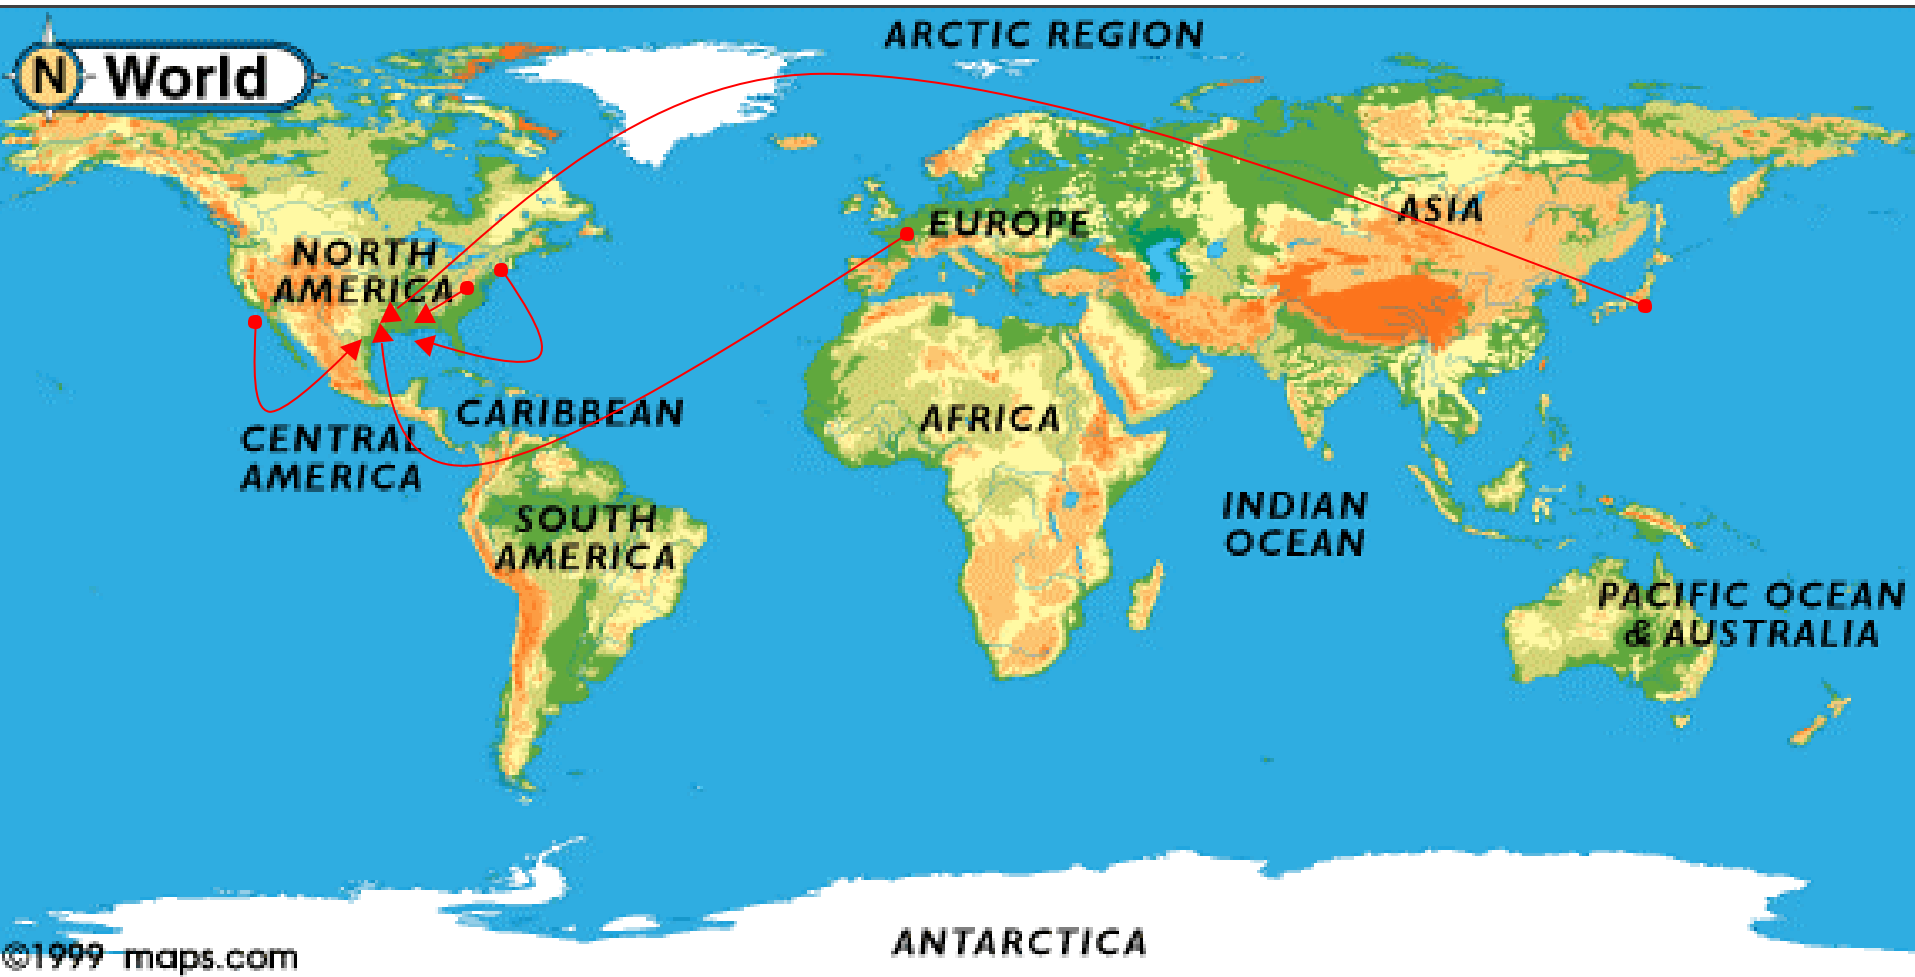 ARCTIC REGION
N World
ASIA
EUROPE
NORTH
AMERICA
CARIBBEAN
AFRICA
CENTRAL
AMERICA
INDIAN
OCEAN
SOUTH
AMERICA
PACIFIC OCEAN
& AUSTRALIA
ANTARCTICA
©1999 maps.com